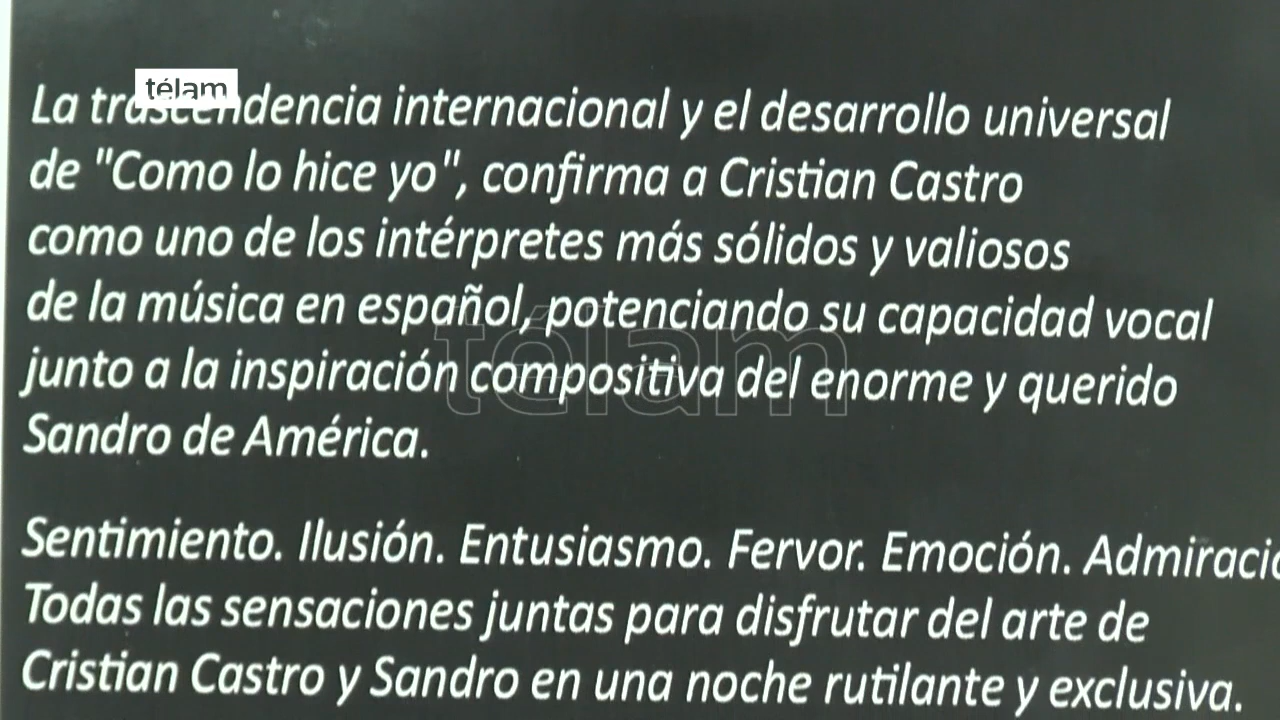 télam
La trascendencia internacional y el desarrollo universal
de "Como lo hice yo", confirma a Cristian Castro
como uno de los intérpretes más sólidos y valiosos
de la música en español, potenciando su capacidad vocal
junto a la inspiración compositiva del enorme y querido
télam
Sandro de América.
Sentimiento. Ilusión. Entusiasmo. Fervor. Emoción. Admiració
Todas las sensaciones juntas para disfrutar del arte de
Cristian Castro y Sandro en una noche rutilante y exclusiva.